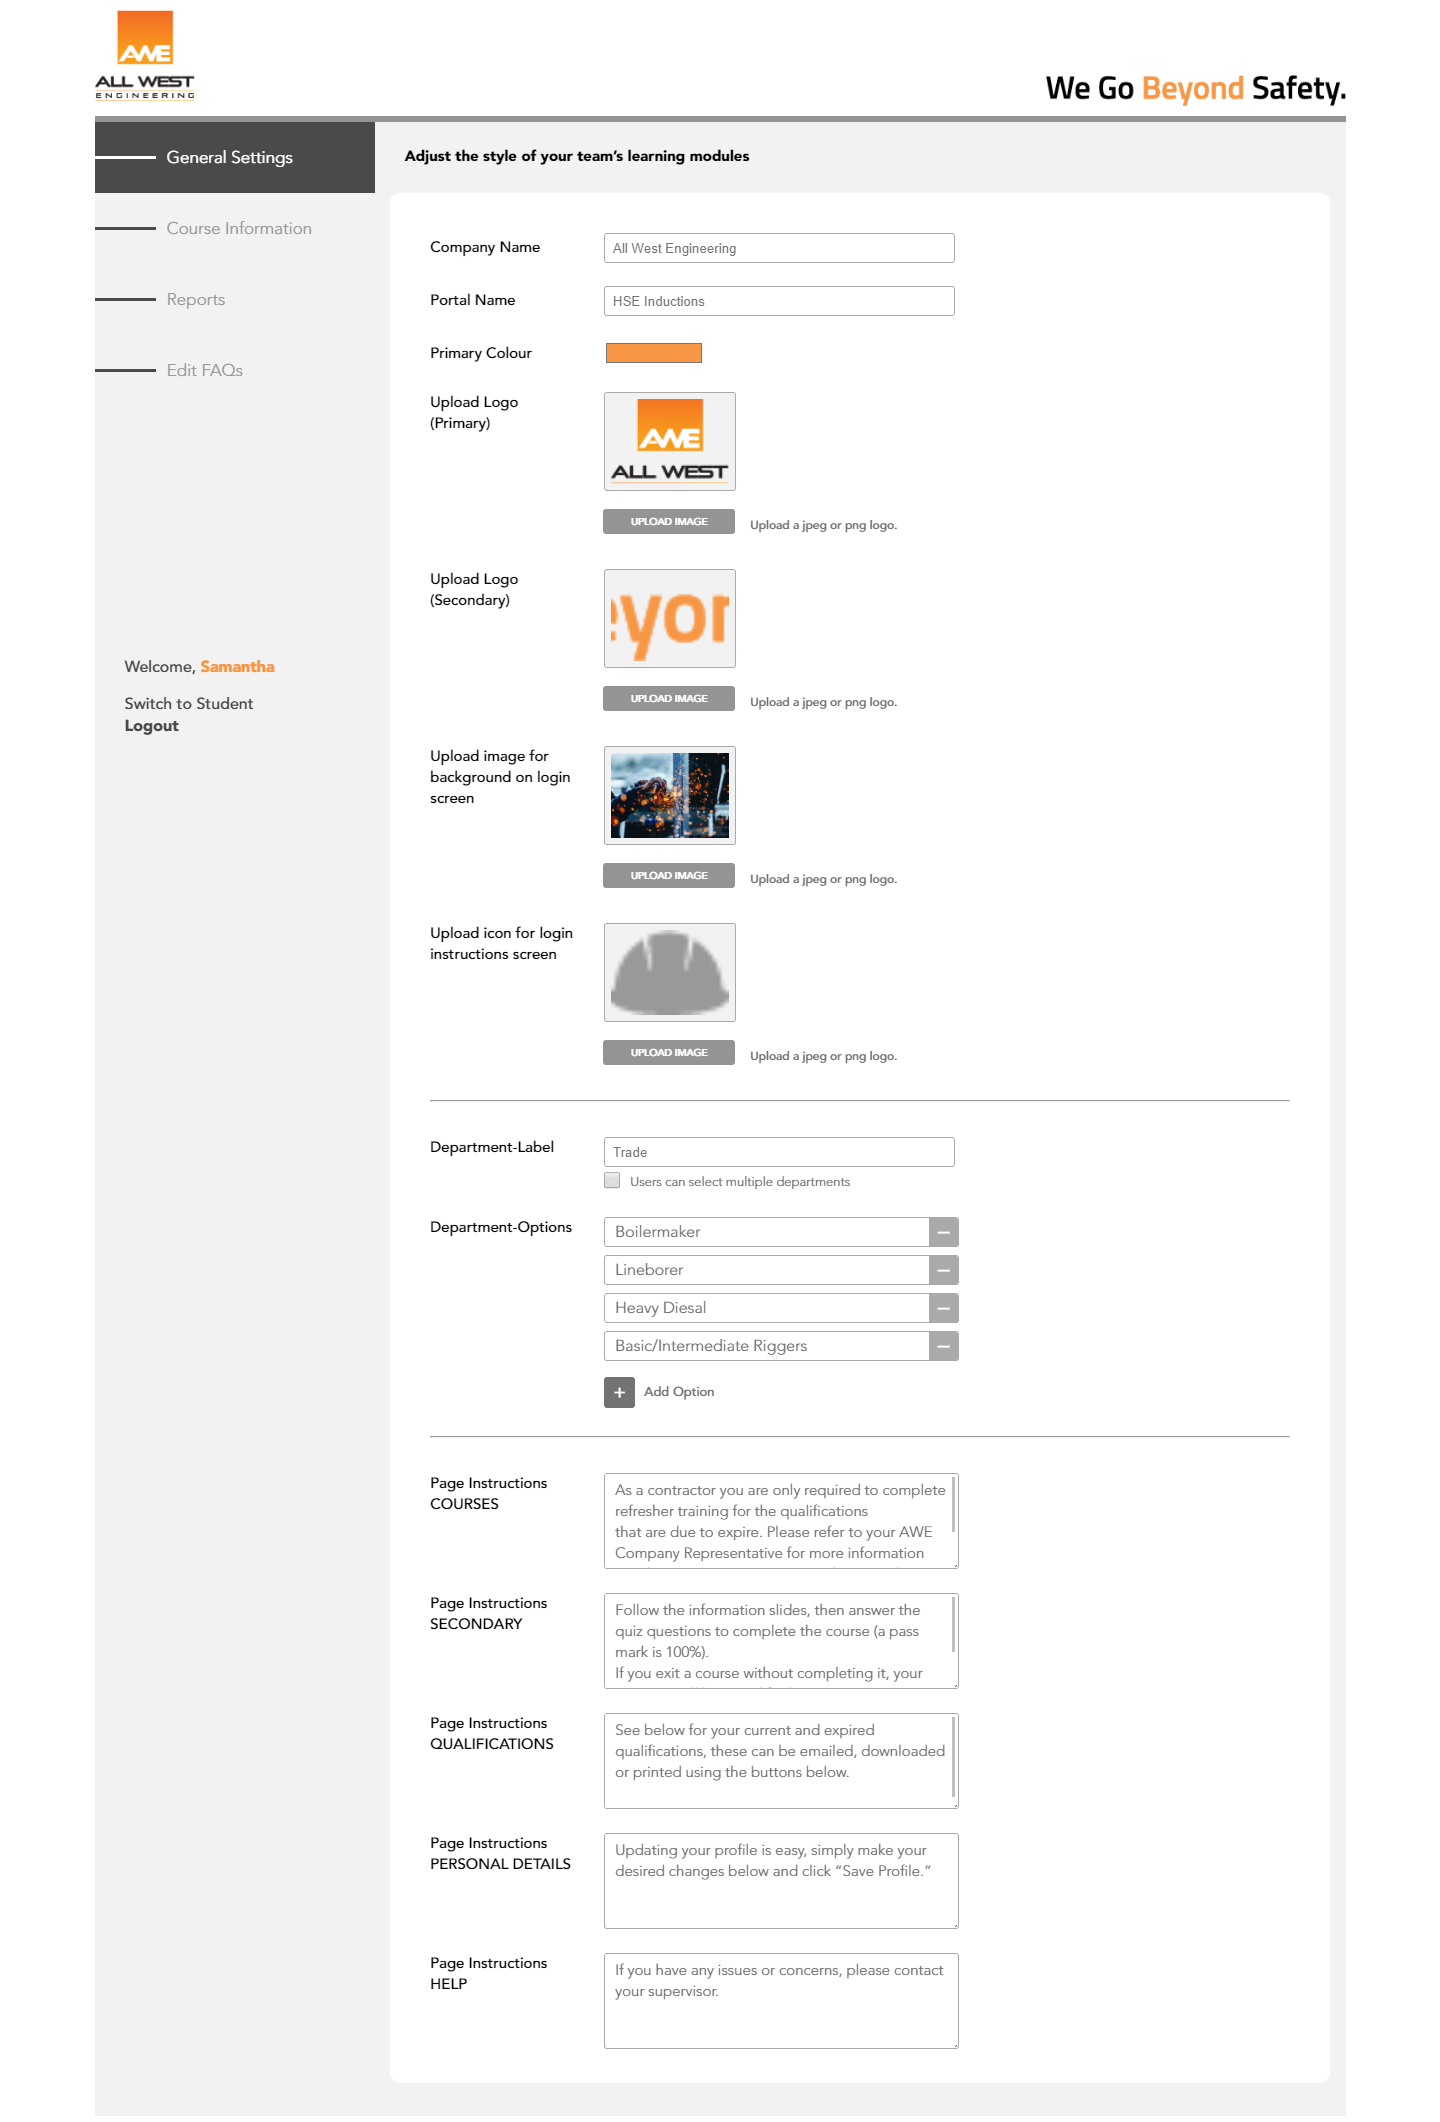 AWE
ALL WEST
ENGINEERING
We Go Beyond Safety.
General Settings
Course Information
Reports
Edit FAQs
Welcome, Samantha
Switch to Student
Logout
Adjust the style of your team’s learning modules
Company Name
All West Engineering
Portal Name
HSE Inductions
Primary Colour
Upload Logo
(Primary)
AWE
ALL WEST
UPLOAD IMAGE
Upload a jpeg or png logo.
Upload Logo
(Secondary)
eyon
UPLOAD IMAGE
Upload a jpeg or png logo.
Upload image for
background on login
screen
UPLOAD IMAGE
Upload a jpeg or png logo.
Upload icon for login
instructions screen
UPLOAD IMAGE
Upload a jpeg or png logo.
Department-Label
Trade
Users can select multiple departments
Department-Options
Boilermaker
Lineborer
Heavy Diesal
Basic/Intermediate Riggers
+ Add Option
Page Instructions
COURSES
As a contractor you are only required to complete
refresher training for the qualifications
that are due to expire. Please refer to your AWE
Company Representative for more information
Page Instructions
SECONDARY
Follow the information slides, then answer the
quiz questions to complete the course (a pass
mark is 100%).
If you exit a course without completing it, your
Page Instructions
QUALIFICATIONS
See below for your current and expired
qualifications, these can be emailed, downloaded
or printed using the buttons below.
Page Instructions
PERSONAL DETAILS
Updating your profile is easy, simply make your
desired changes below and click “Save Profile.”
Page Instructions
HELP
If you have any issues or concerns, please contact
your supervisor.